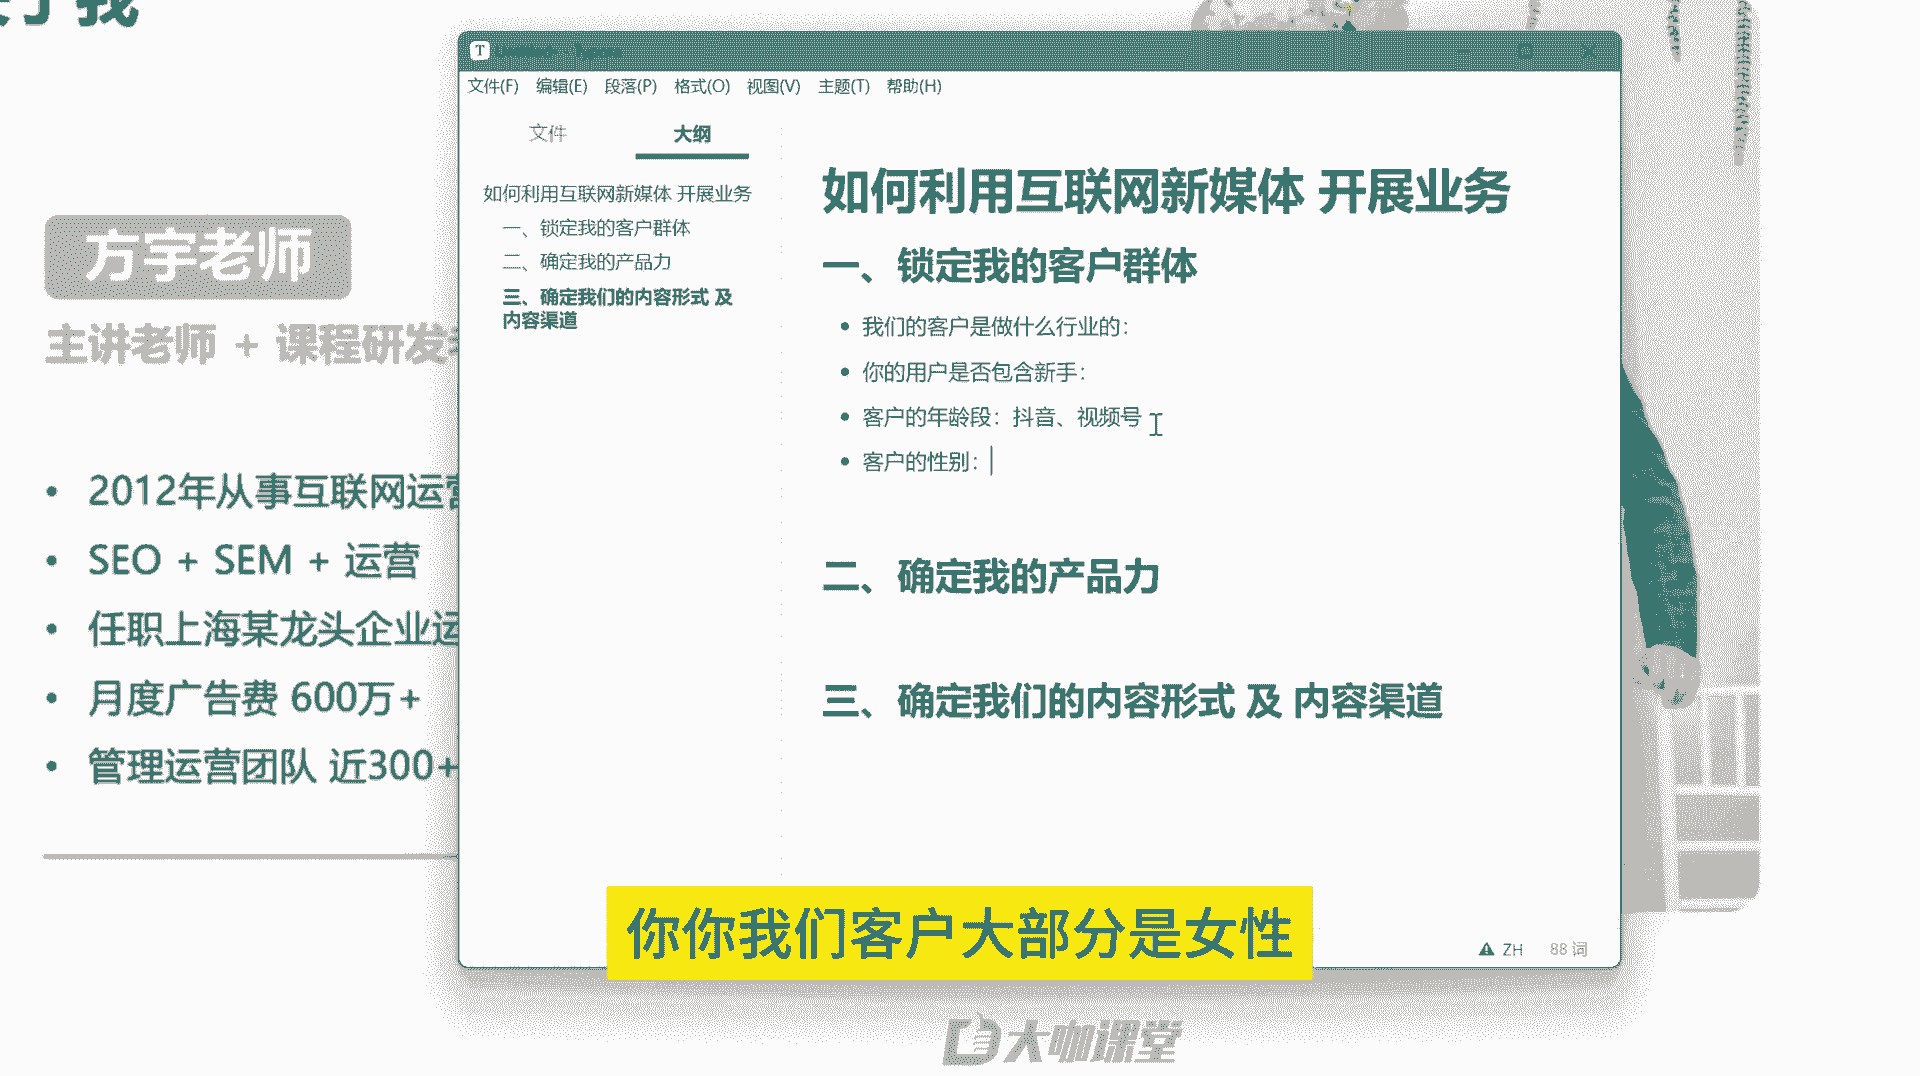 我
方宇老师
主讲老师 + 课程研发
2012年从事互联网运营
SEO + SEM + 运营
任职上海某龙头企业运
月度广告费 600万+
管理运营团队 近300+
文件(F) 编辑(E) 段落(P) 格式(O) 视图(V) 主题(T) 帮助(H)
文件 大纲
如何利用互联网新媒体 开展业务
一、锁定我的客户群体
二、确定我的产品力
三、确定我们的内容形式 及
内容渠道
如何利用互联网新媒体 开展业务
一、锁定我的客户群体
我们的客户是做什么行业的：
你的用户是否包含新手：
客户的年龄段：抖音、视频号
客户的性别：
二、确定我的产品力
三、确定我们的内容形式 及 内容渠道
ZH 88 词
你你我们客户大部分是女性
大咖课堂